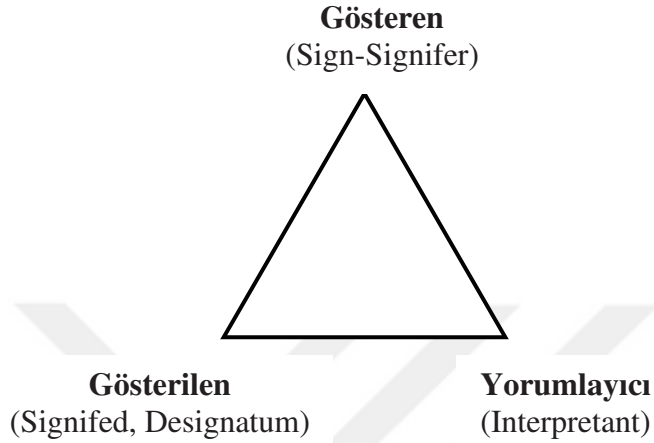 Gösteren
(Sign-Signifer)
Gösterilen
(Signifed, Designatum)
Yorumlayıcı
(Interpretant)